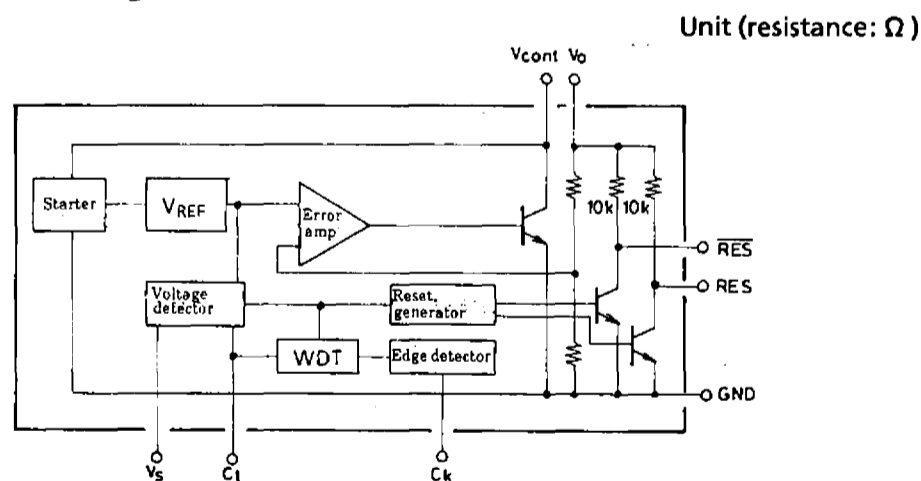 Unit (resistance: Ω)
Vcont Vo
Starter
VREF
Error
amp
10k 10k
RES
RES
Voltage
detector
Reset
generator
WDT
Edge detector
GND
Vs
C1
Ck